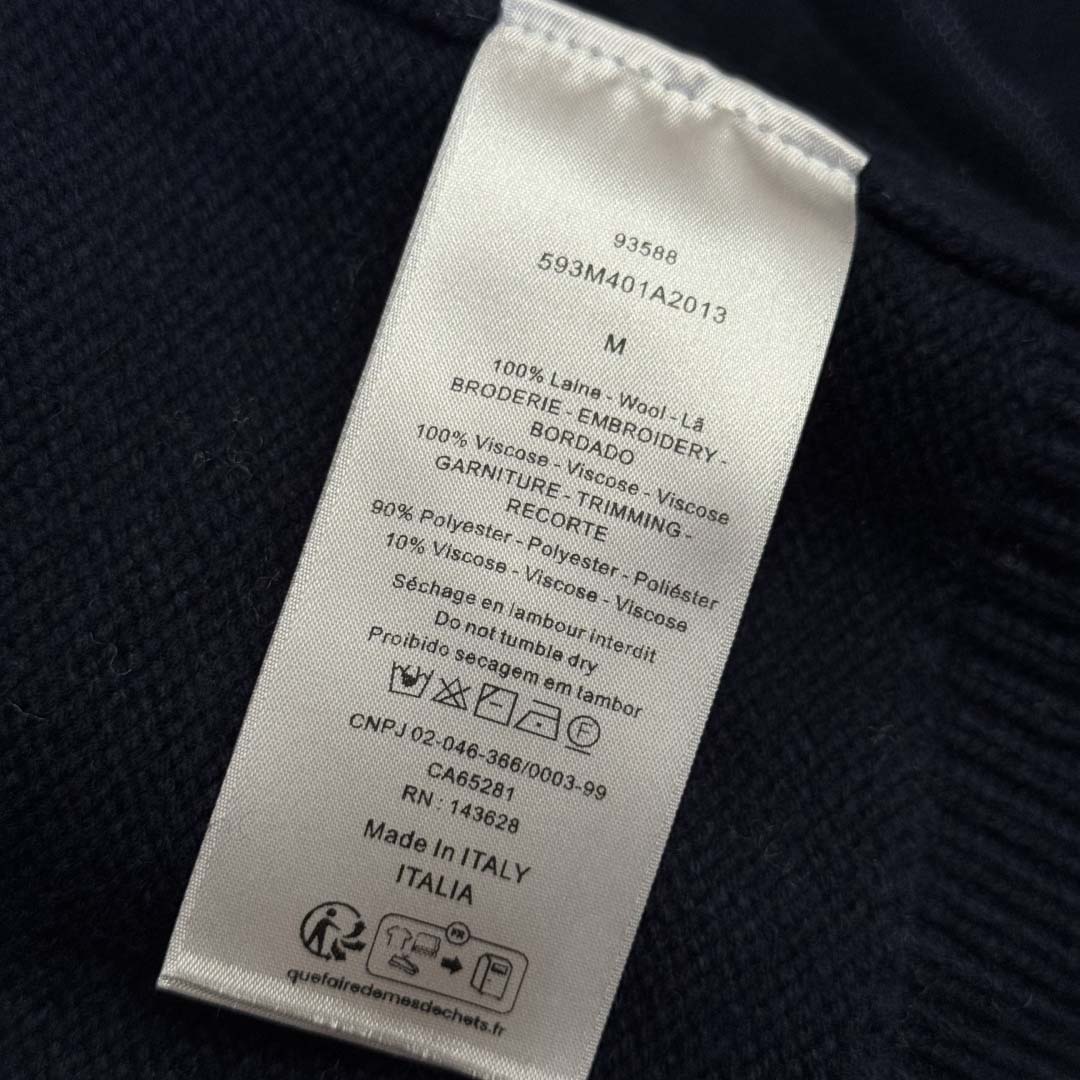 93588
593M401A2013
M
100% Laine - Wool - Lã
BRODERIE - EMBROIDERY -
BORDADO
100% Viscose - Viscose - Viscose
GARNITURE - TRIMMING -
RECORTE
90% Polyester - Polyester - Poliéster
10% Viscose - Viscose - Viscose
Séchage en tambour interdit
Do not tumble dry
Proibido secagem em tambor
F
CNPJ 02-046-366/0003-99
CA65281
RN : 143628
Made In ITALY
ITALIA
FR
quefairedemesdechets.fr